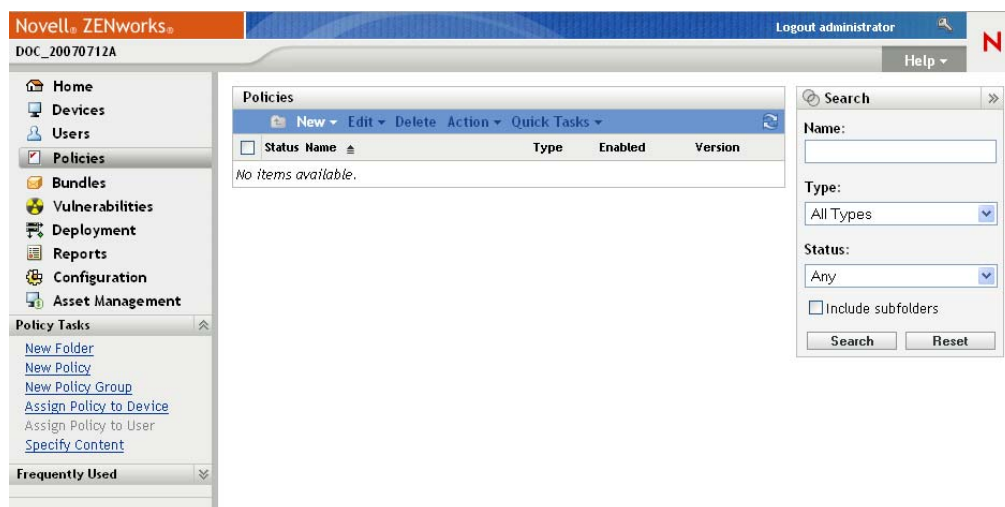 Novell® ZENworks®
Logout administrator
N
DOC_20070712A
Help
Home
Devices
Users
Policies
Bundles
Vulnerabilities
Deployment
Reports
Configuration
Asset Management
Policy Tasks
New Folder
New Policy
New Policy Group
Assign Policy to Device
Assign Policy to User
Specify Content
Frequently Used
Policies
New Edit Delete Action Quick Tasks
Status Name Type Enabled Version
No items available.
Search
Name:
Type:
All Types
Status:
Any
Include subfolders
Search Reset